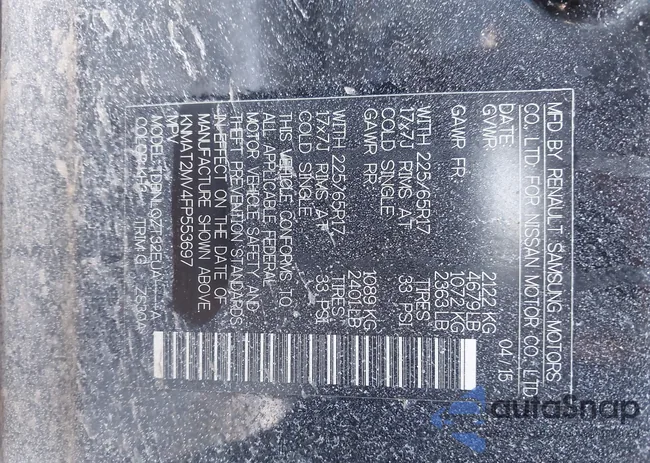 MFD BY RENAULT SAMSUNG MOTORS
CO., LTD. FOR NISSAN MOTOR CO., LTD.
DATE: 04/15
GVWR: 2122 KG
4679 LB
GAWR FR: 1072 KG
2363 LB
WITH 225/65R17 TIRES
17x7J RIMS AT 33 PSI
COLD SINGLE
GAWR RR: 1089 KG
2401 LB
WITH 225/65R17 TIRES
17x7J RIMS AT 33 PSI
COLD SINGLE
THIS VEHICLE CONFORMS TO
ALL APPLICABLE FEDERAL
MOTOR VEHICLE SAFETY AND
THEFT PREVENTION STANDARDS
IN EFFECT ON THE DATE OF
MANUFACTURE SHOWN ABOVE
KNMAT2MV4FP553697
MPV
MODEL:
COLOR: TRIM:G
autoSnap